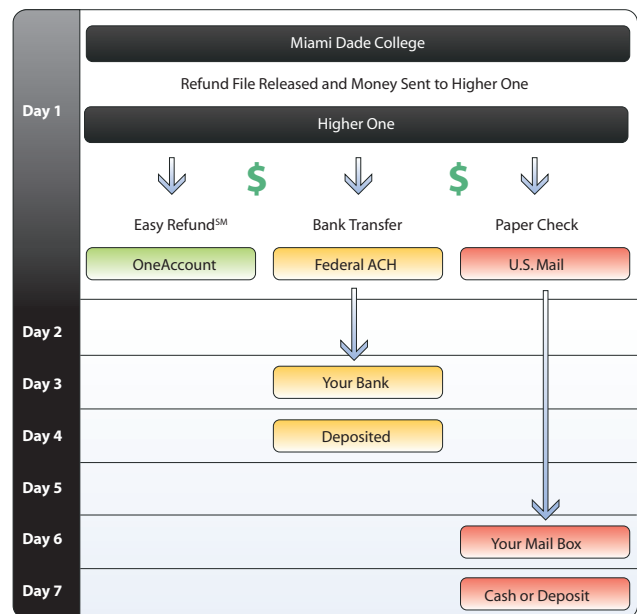 Miami Dade College
Refund File Released and Money Sent to Higher One
Day 1
Higher One
$ $
Easy Refund℠ Bank Transfer Paper Check
OneAccount Federal ACH U.S. Mail
Day 2
Day 3 Your Bank
Day 4 Deposited
Day 5
Day 6 Your Mail Box
Day 7 Cash or Deposit